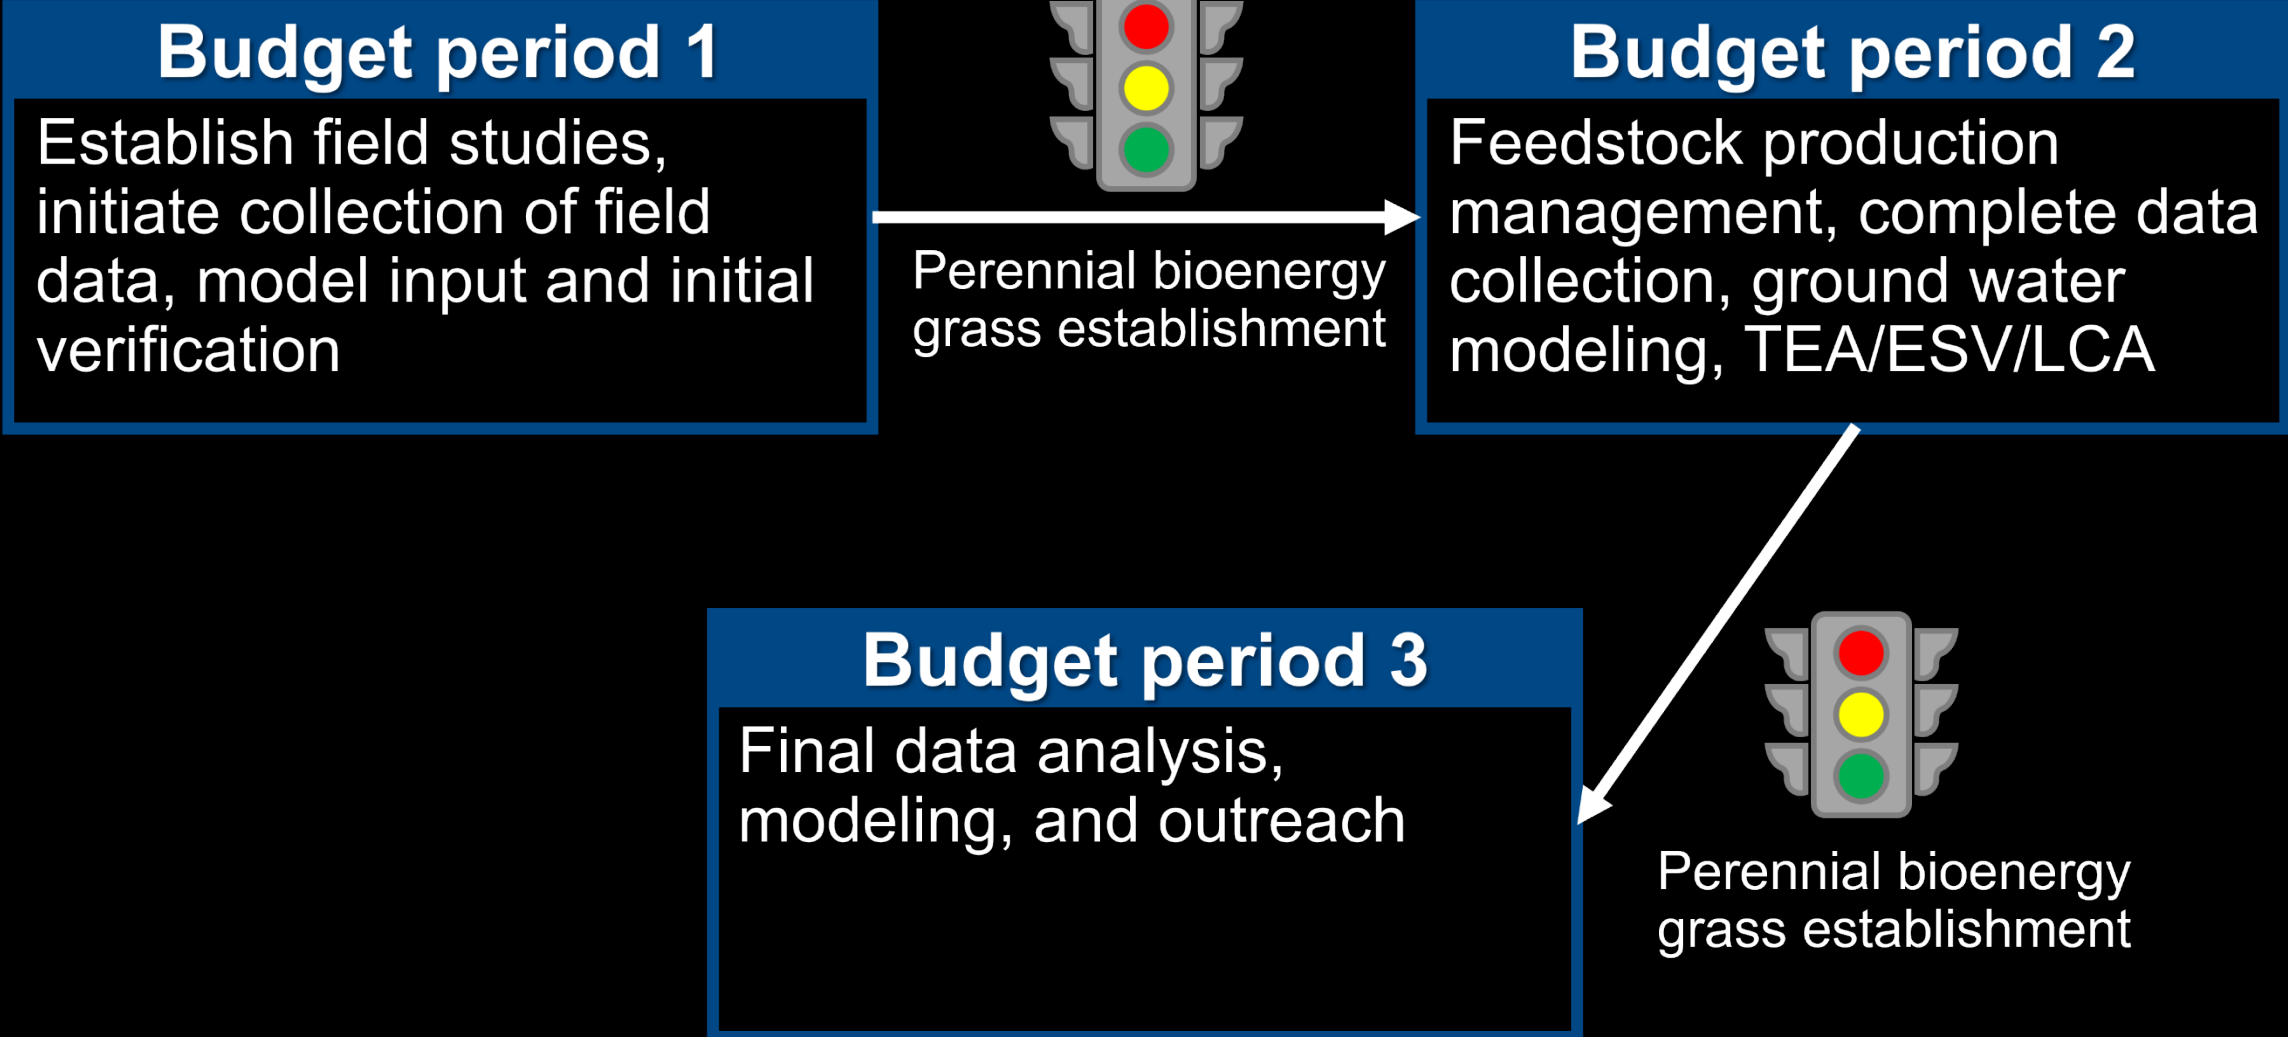 Budget period 1
Establish field studies,
initiate collection of field
data, model input and initial
verification
Perennial bioenergy
grass establishment
Budget period 2
Feedstock production
management, complete data
collection, ground water
modeling, TEA/ESV/LCA
Budget period 3
Final data analysis,
modeling, and outreach
Perennial bioenergy
grass establishment